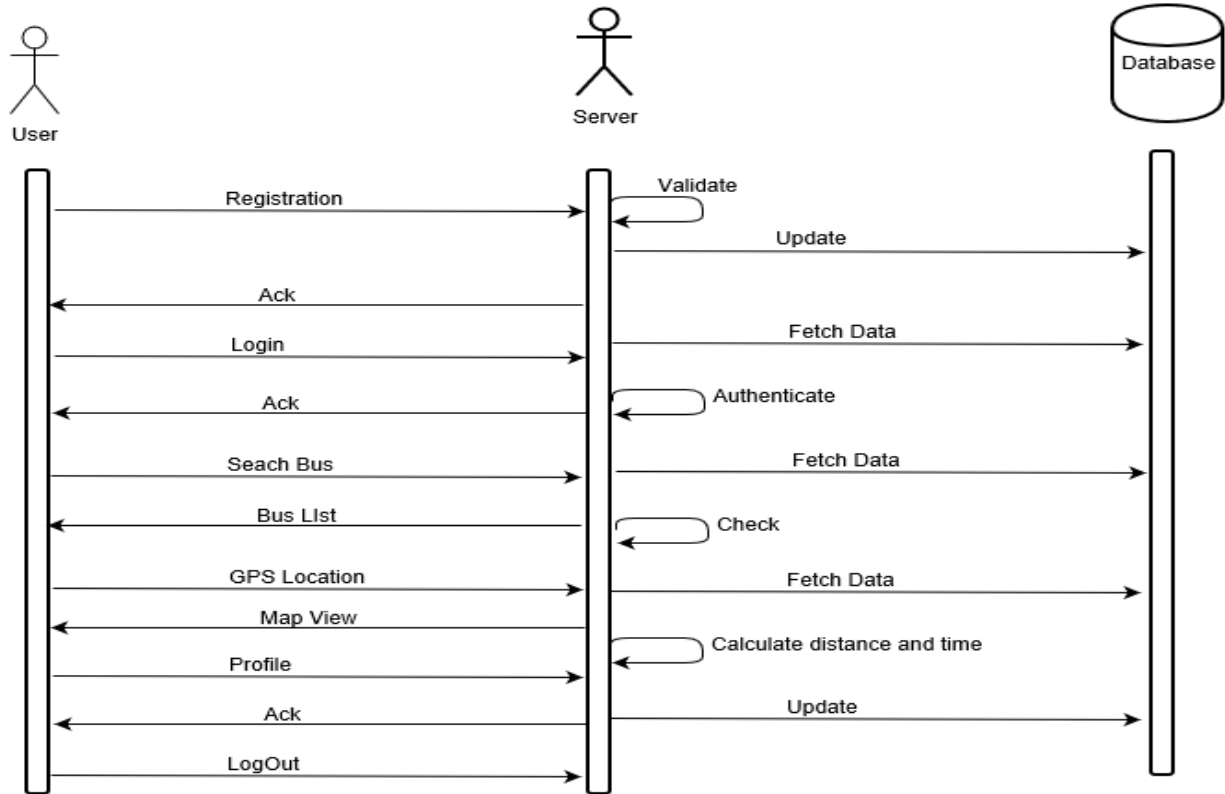 User
Server
Database
Registration
Validate
Update
Ack
Login
Fetch Data
Ack
Authenticate
Seach Bus
Fetch Data
Bus LIst
Check
GPS Location
Fetch Data
Map View
Calculate distance and time
Profile
Ack
Update
LogOut